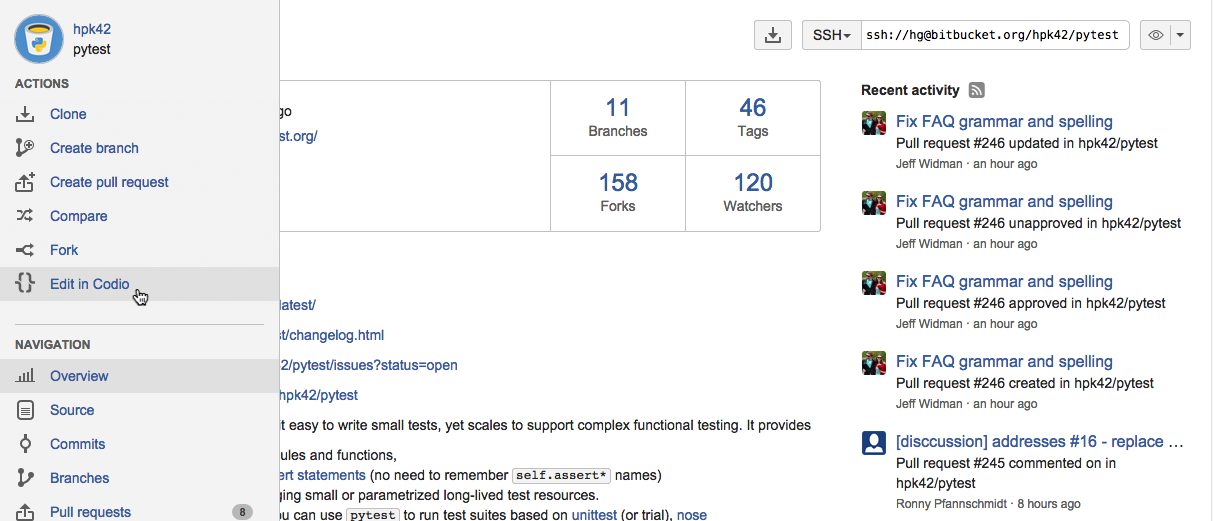 hpk42
pytest
ACTIONS
Clone
Create branch
Create pull request
Compare
Fork
Edit in Codio
NAVIGATION
Overview
Source
Commits
Branches
Pull requests 8
SSH ssh://hg@bitbucket.org/hpk42/pytest
go
st.org/
11
Branches
46
Tags
158
Forks
120
Watchers
latest/
st/changelog.html
42/pytest/issues?status=open
hpk42/pytest
it easy to write small tests, yet scales to support complex functional testing. It provides
ules and functions,
ert statements (no need to remember self.assert* names)
ging small or parametrized long-lived test resources.
ou can use pytest to run test suites based on unittest (or trial), nose
Recent activity
Fix FAQ grammar and spelling
Pull request #246 updated in hpk42/pytest
Jeff Widman · an hour ago
Fix FAQ grammar and spelling
Pull request #246 unapproved in hpk42/pytest
Jeff Widman · an hour ago
Fix FAQ grammar and spelling
Pull request #246 approved in hpk42/pytest
Jeff Widman · an hour ago
Fix FAQ grammar and spelling
Pull request #246 created in hpk42/pytest
Jeff Widman · an hour ago
[disccussion] addresses #16 - replace …
Pull request #245 commented on in
hpk42/pytest
Ronny Pfannschmidt · 8 hours ago